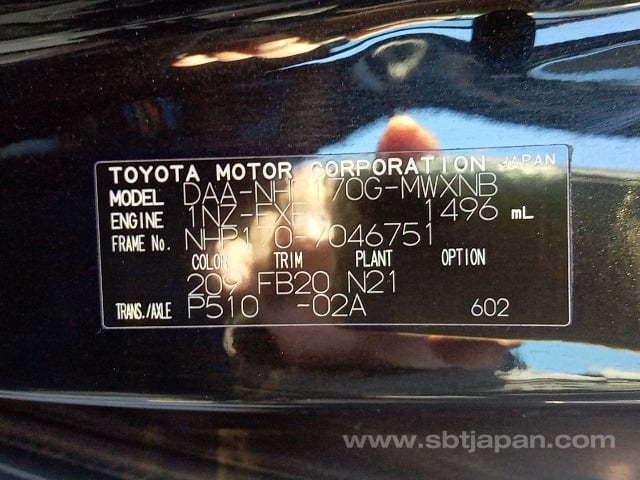 TOYOTA MOTOR CORPORATION JAPAN
MODEL DAA-NHP170G-MWXNB
ENGINE 1NZ-FXE 1496 mL
FRAME No. NHP170-7046751
COLOR TRIM PLANT OPTION
209 FB20 N21
TRANS./AXLE P510 -02A 602
www.sbtjapan.com